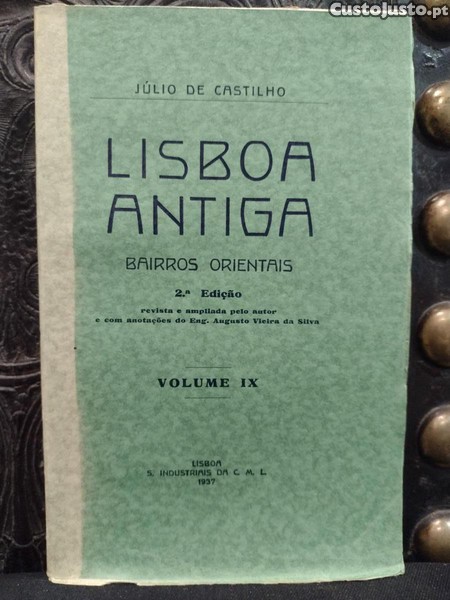 CustoJusto.pt
JÚLIO DE CASTILHO
LISBOA
ANTIGA
BAIRROS ORIENTAIS
2.ª Edição
revista e ampliada pelo autor
e com anotações do Eng. Augusto Vieira da Silva
VOLUME IX
LISBOA
S. INDUSTRIAIS DA C. M. L.
1937